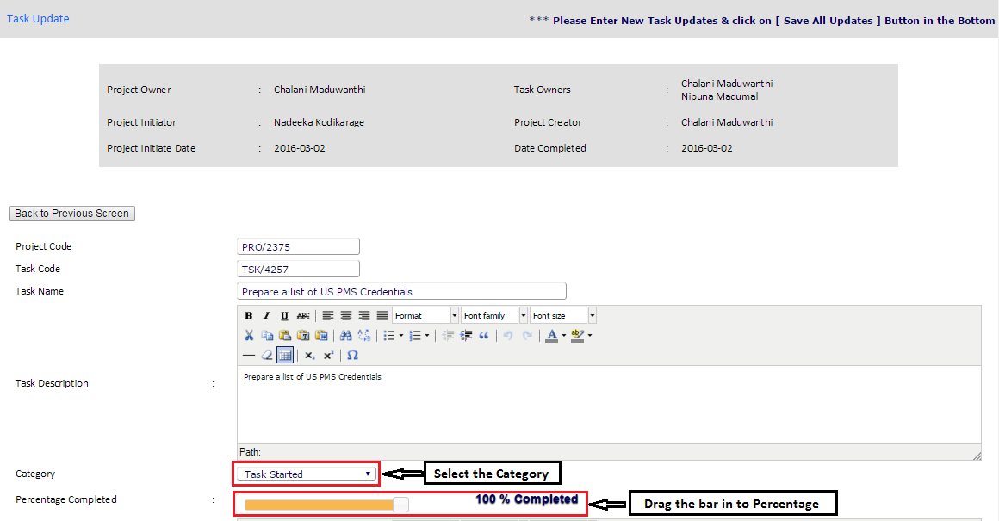 Task Update
*** Please Enter New Task Updates & click on [ Save All Updates ] Button in the Bottom
Project Owner : Chalani Maduwanthi Task Owners : Chalani Maduwanthi
Nipuna Madumal
Project Initiator : Nadeeka Kodikarage Project Creator : Chalani Maduwanthi
Project Initiate Date : 2016-03-02 Date Completed : 2016-03-02
Back to Previous Screen
Project Code PRO/2375
Task Code TSK/4257
Task Name Prepare a list of US PMS Credentials
B I U ABC Format Font family Font size
A ab
x₂ x² Ω
Prepare a list of US PMS Credentials
Task Description :
Path:
Category Task Started Select the Category
Percentage Completed : 100 % Completed Drag the bar in to Percentage